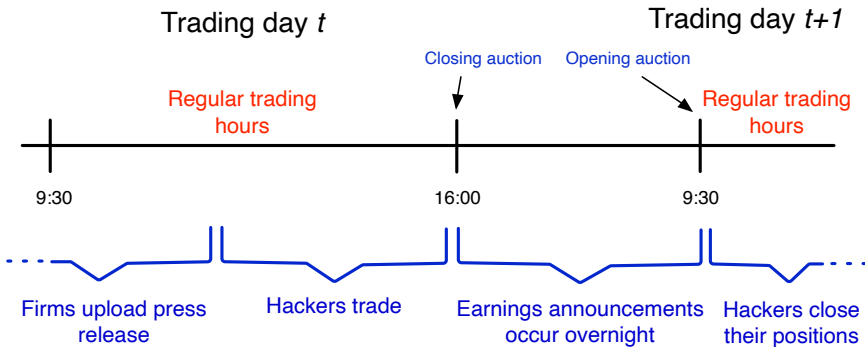 Trading day t
Trading day t+1
Closing auction
Opening auction
Regular trading
hours
Regular trading
hours
9:30
16:00
9:30
Firms upload press
release
Hackers trade
Earnings announcements
occur overnight
Hackers close
their positions